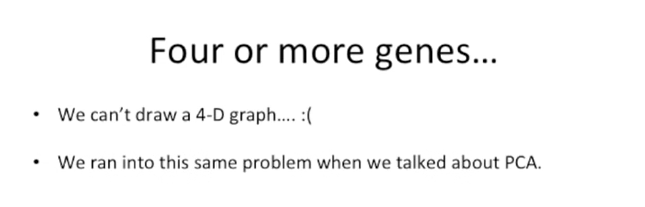 Four or more genes...
• We can't draw a 4-D graph.... :(
• We ran into this same problem when we talked about PCA.